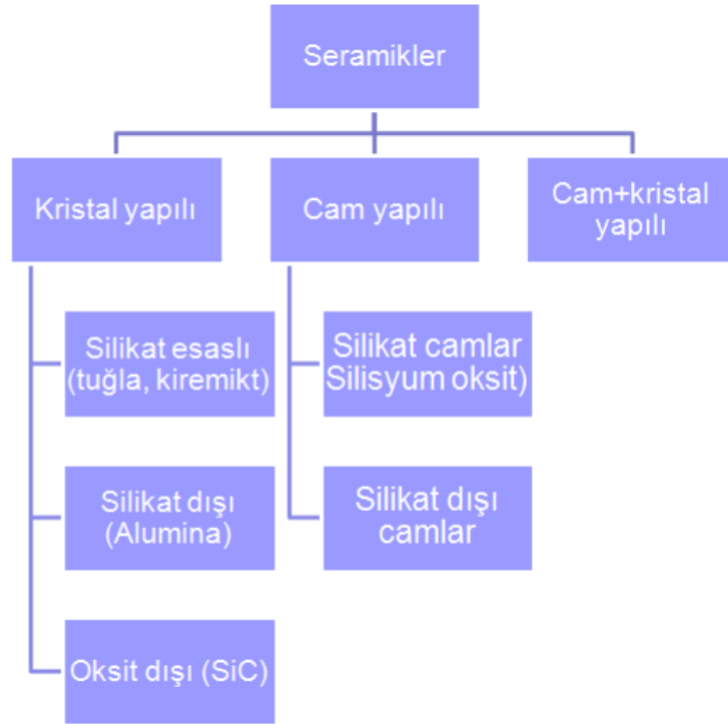 Seramikler
Kristal yapılı
Cam yapılı
Cam+kristal
yapılı
Silikat esaslı
(tuğla, kiremikt)
Silikat camlar
Silisyum oksit)
Silikat dışı
(Alumina)
Silikat dışı
camlar
Oksit dışı (SiC)